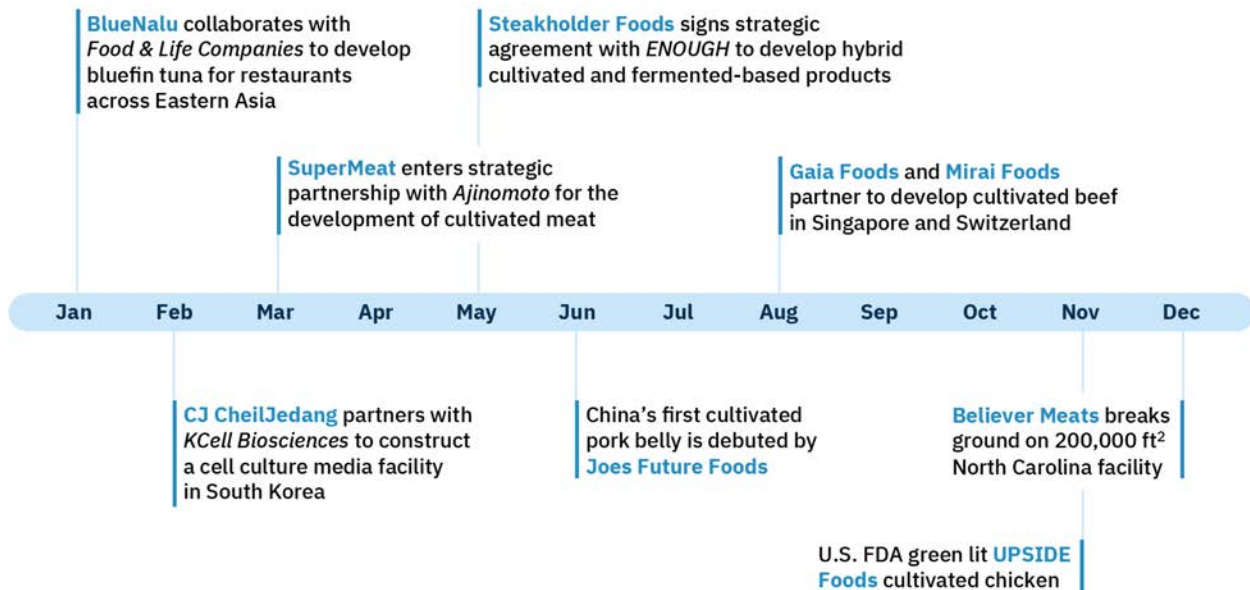 BlueNalu collaborates with
Food & Life Companies to develop
bluefin tuna for restaurants
across Eastern Asia
Steakholder Foods signs strategic
agreement with ENOUGH to develop hybrid
cultivated and fermented-based products
SuperMeat enters strategic
partnership with Ajinomoto for the
development of cultivated meat
Gaia Foods and Mirai Foods
partner to develop cultivated beef
in Singapore and Switzerland
Jan Feb Mar Apr May Jun Jul Aug Sep Oct Nov Dec
CJ CheilJedang partners with
KCell Biosciences to construct
a cell culture media facility
in South Korea
China’s first cultivated
pork belly is debuted by
Joes Future Foods
Believer Meats breaks
ground on 200,000 ft²
North Carolina facility
U.S. FDA green lit UPSIDE
Foods cultivated chicken